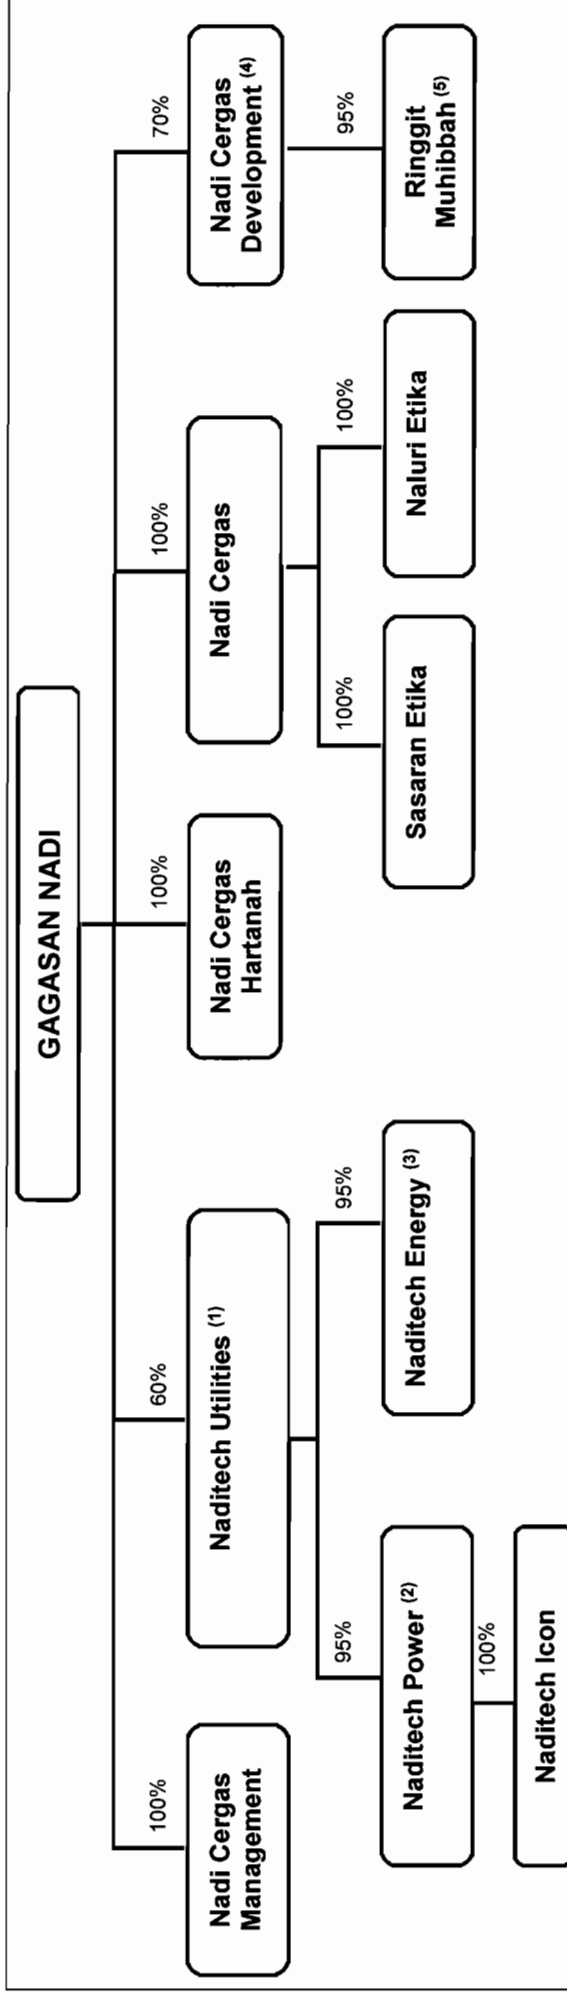 GAGASAN NADI
100%
60%
100%
100%
70%
Nadi Cergas
Management
Naditech Utilities (1)
Nadi Cergas
Hartanah
Nadi Cergas
Nadi Cergas
Development (4)
95%
95%
100%
100%
95%
Naditech Power (2)
Naditech Energy (3)
Sasaran Etika
Naluri Etika
Ringgit
Muhibbah (5)
100%
Naditech Icon